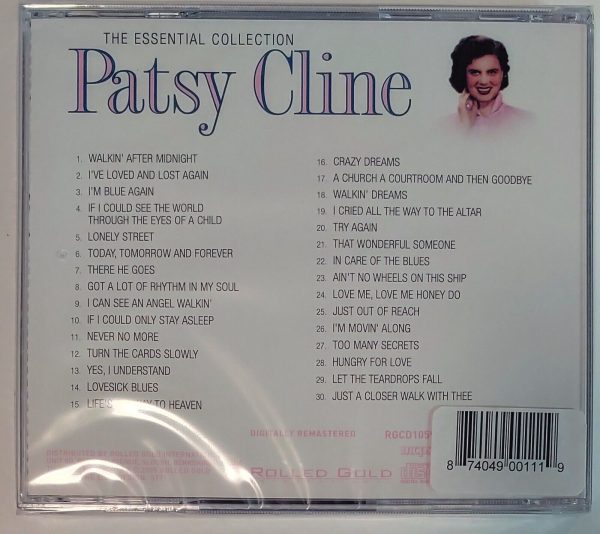 THE ESSENTIAL COLLECTION
Patsy Cline
1. WALKIN' AFTER MIDNIGHT
2. I'VE LOVED AND LOST AGAIN
3. I'M BLUE AGAIN
4. IF I COULD SEE THE WORLD
THROUGH THE EYES OF A CHILD
5. LONELY STREET
6. TODAY, TOMORROW AND FOREVER
7. THERE HE GOES
8. GOT A LOT OF RHYTHM IN MY SOUL
9. I CAN SEE AN ANGEL WALKIN'
10. IF I COULD ONLY STAY ASLEEP
11. NEVER NO MORE
12. TURN THE CARDS SLOWLY
13. YES, I UNDERSTAND
14. LOVESICK BLUES
15. TO HEAVEN
16. CRAZY DREAMS
17. A CHURCH A COURTROOM AND THEN GOODBYE
18. WALKIN' DREAMS
19. I CRIED ALL THE WAY TO THE ALTAR
20. TRY AGAIN
21. THAT WONDERFUL SOMEONE
22. IN CARE OF THE BLUES
23. AIN'T NO WHEELS ON THIS SHIP
24. LOVE ME, LOVE ME HONEY DO
25. JUST OUT OF REACH
26. I'M MOVIN' ALONG
27. TOO MANY SECRETS
28. HUNGRY FOR LOVE
29. LET THE TEARDROPS FALL
30. JUST A CLOSER WALK WITH THEE
DIGITALLY REMASTERED
DISTRIBUTED BY ROLLED GOLD INTERNATIONAL
ROLLED GOLD
8 74049 00111 9